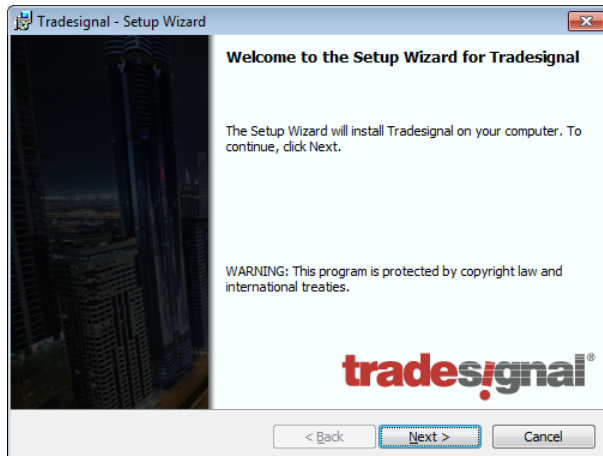 Tradesignal - Setup Wizard
Welcome to the Setup Wizard for Tradesignal
The Setup Wizard will install Tradesignal on your computer. To
continue, click Next.
WARNING: This program is protected by copyright law and
international treaties.
tradesignal®
< Back
Next >
Cancel